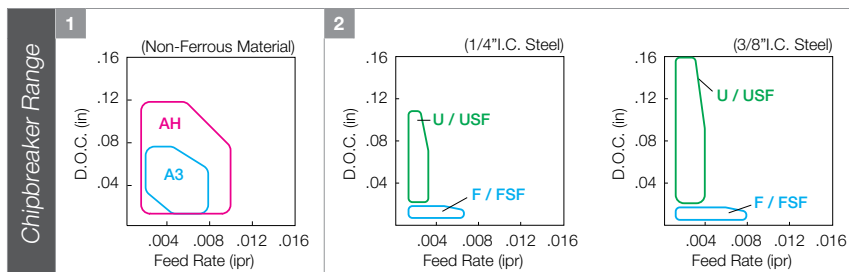 Chipbreaker Range
1
(Non-Ferrous Material)
.16
.12
.08
.04
D.O.C. (in)
AH
A3
.004 .008 .012 .016
Feed Rate (ipr)
2
(1/4"I.C. Steel)
.16
.12
.08
.04
D.O.C. (in)
U / USF
F / FSF
.004 .008 .012 .016
Feed Rate (ipr)
(3/8"I.C. Steel)
.16
.12
.08
.04
D.O.C. (in)
U / USF
F / FSF
.004 .008 .012 .016
Feed Rate (ipr)